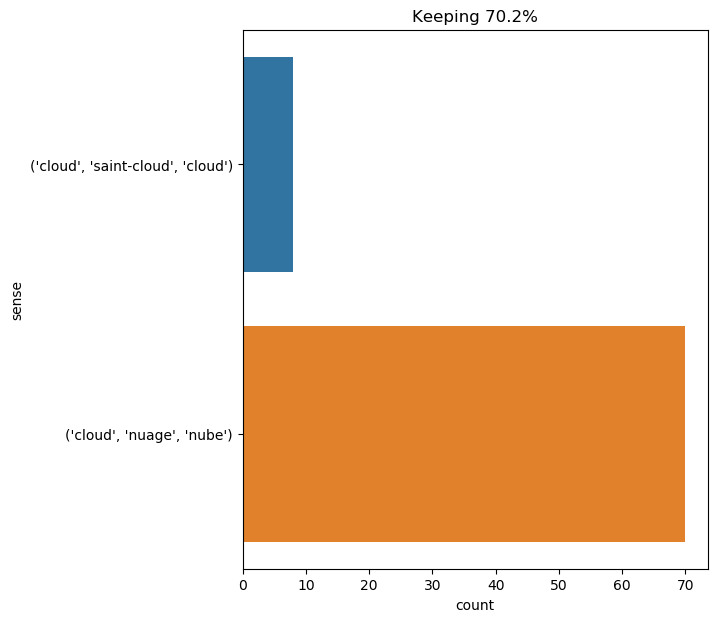 Keeping 70.2%
('cloud', 'saint-cloud', 'cloud')
sense
('cloud', 'nuage', 'nube')
0 10 20 30 40 50 60 70
count